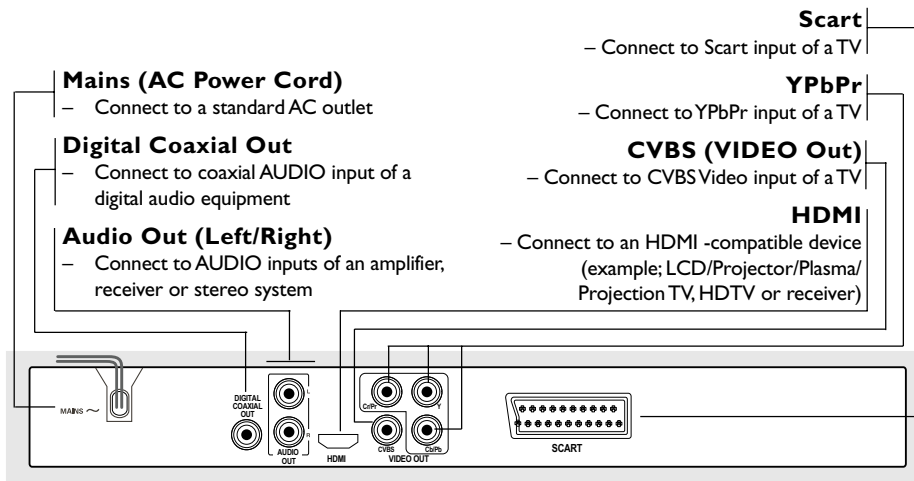 Scart
– Connect to Scart input of a TV
Mains (AC Power Cord)
– Connect to a standard AC outlet
YPbPr
– Connect to YPbPr input of a TV
Digital Coaxial Out
– Connect to coaxial AUDIO input of a
digital audio equipment
CVBS (VIDEO Out)
– Connect to CVBS Video input of a TV
Audio Out (Left/Right)
– Connect to AUDIO inputs of an amplifier,
receiver or stereo system
HDMI
– Connect to an HDMI -compatible device
(example; LCD/Projector/Plasma/
Projection TV, HDTV or receiver)
MAINS ~
DIGITAL
COAXIAL
OUT
L
R
AUDIO
OUT
HDMI
Cr/Pr
Y
CVBS
Cb/Pb
VIDEO OUT
SCART